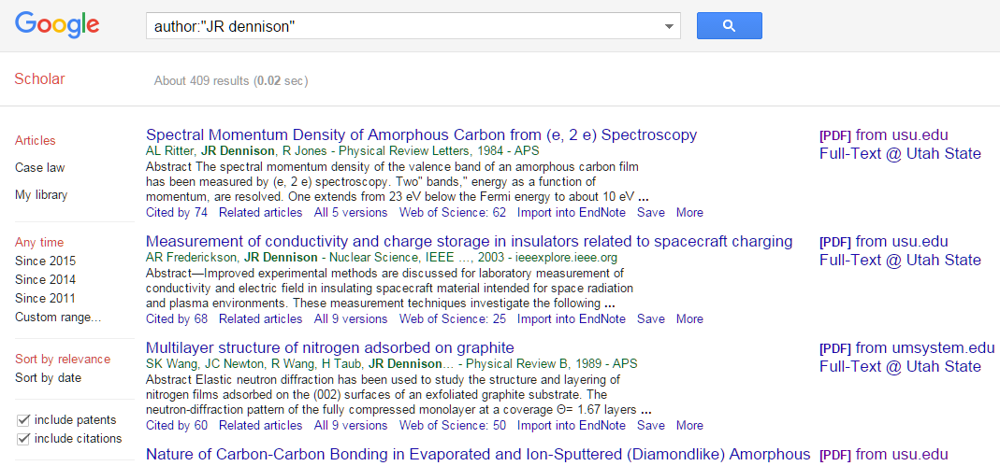 Google
author:"JR dennison"
Scholar
About 409 results (0.02 sec)
Articles
Case law
My library
Any time
Since 2015
Since 2014
Since 2011
Custom range...
Sort by relevance
Sort by date
include patents
include citations
Spectral Momentum Density of Amorphous Carbon from (e, 2 e) Spectroscopy
AL Ritter, JR Dennison, R Jones - Physical Review Letters, 1984 - APS
Abstract The spectral momentum density of the valence band of an amorphous carbon film
has been measured by (e, 2 e) spectroscopy. Two" bands," energy as a function of
momentum, are resolved. One extends from 23 eV below the Fermi energy to about 10 eV ...
Cited by 74 Related articles All 5 versions Web of Science: 62 Import into EndNote Save More
[PDF] from usu.edu
Full-Text @ Utah State
Measurement of conductivity and charge storage in insulators related to spacecraft charging
AR Frederickson, JR Dennison - Nuclear Science, IEEE ..., 2003 - ieeexplore.ieee.org
Abstract—Improved experimental methods are discussed for laboratory measurement of
conductivity and electric field in insulating spacecraft material intended for space radiation
and plasma environments. These measurement techniques investigate the following ...
Cited by 68 Related articles All 9 versions Web of Science: 25 Import into EndNote Save More
[PDF] from usu.edu
Full-Text @ Utah State
Multilayer structure of nitrogen adsorbed on graphite
SK Wang, JC Newton, R Wang, H Taub, JR Dennison... - Physical Review B, 1989 - APS
Abstract Elastic neutron diffraction has been used to study the structure and layering of
nitrogen films adsorbed on the (002) surfaces of an exfoliated graphite substrate. The
neutron-diffraction pattern of the fully compressed monolayer at a coverage Θ= 1.67 layers ...
Cited by 60 Related articles All 9 versions Web of Science: 50 Import into EndNote Save More
[PDF] from umsystem.edu
Full-Text @ Utah State
Nature of Carbon-Carbon Bonding in Evaporated and Ion-Sputtered (Diamondlike) Amorphous
[PDF] from usu.edu